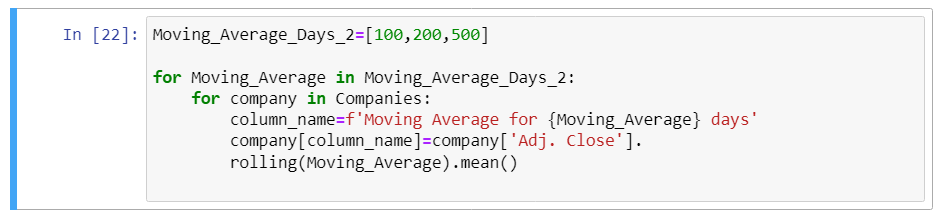 In [22]: Moving_Average_Days_2=[100,200,500]
for Moving_Average in Moving_Average_Days_2:
for company in Companies:
column_name=f'Moving Average for {Moving_Average} days'
company[column_name]=company['Adj. Close'].
rolling(Moving_Average).mean()